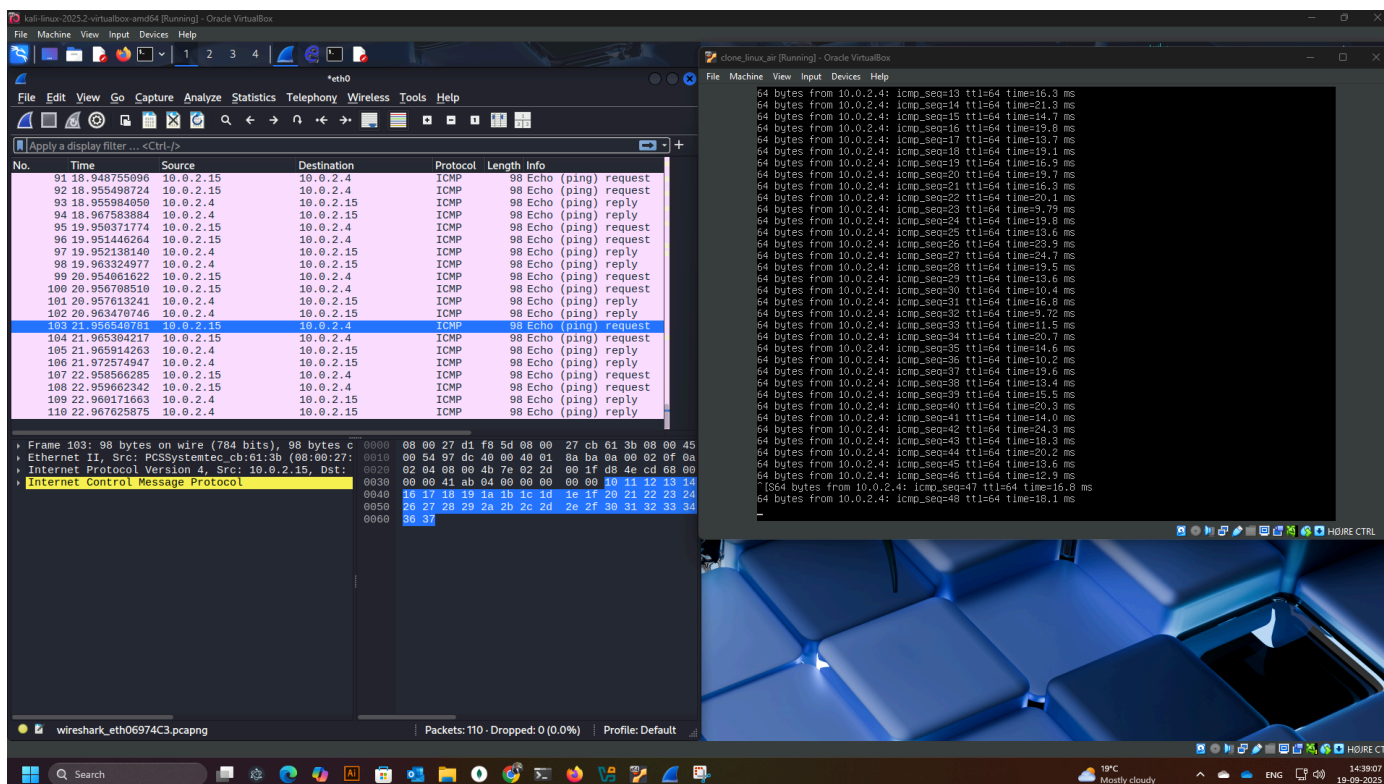 kali-linux-2025.2-virtualbox-amd64 [Running] - Oracle VirtualBox
File Machine View Input Devices Help
1 2 3 4
*eth0
File Edit View Go Capture Analyze Statistics Telephony Wireless Tools Help
Apply a display filter ... <Ctrl-/>
No. Time Source Destination Protocol Length Info
91 18.948755096 10.0.2.15 10.0.2.4 ICMP 98 Echo (ping) request
92 18.955498724 10.0.2.15 10.0.2.4 ICMP 98 Echo (ping) request
93 18.955984050 10.0.2.4 10.0.2.15 ICMP 98 Echo (ping) reply
94 18.967583884 10.0.2.4 10.0.2.15 ICMP 98 Echo (ping) reply
95 19.950371774 10.0.2.15 10.0.2.4 ICMP 98 Echo (ping) request
96 19.951446264 10.0.2.15 10.0.2.4 ICMP 98 Echo (ping) request
97 19.952138140 10.0.2.4 10.0.2.15 ICMP 98 Echo (ping) reply
98 19.963324977 10.0.2.4 10.0.2.15 ICMP 98 Echo (ping) reply
99 20.954061622 10.0.2.15 10.0.2.4 ICMP 98 Echo (ping) request
100 20.956708510 10.0.2.15 10.0.2.4 ICMP 98 Echo (ping) request
101 20.957613241 10.0.2.4 10.0.2.15 ICMP 98 Echo (ping) reply
102 20.963470746 10.0.2.4 10.0.2.15 ICMP 98 Echo (ping) reply
103 21.956540781 10.0.2.15 10.0.2.4 ICMP 98 Echo (ping) request
104 21.965304217 10.0.2.15 10.0.2.4 ICMP 98 Echo (ping) request
105 21.965914263 10.0.2.4 10.0.2.15 ICMP 98 Echo (ping) reply
106 21.972574947 10.0.2.4 10.0.2.15 ICMP 98 Echo (ping) reply
107 22.958566285 10.0.2.15 10.0.2.4 ICMP 98 Echo (ping) request
108 22.959662342 10.0.2.15 10.0.2.4 ICMP 98 Echo (ping) request
109 22.960171663 10.0.2.4 10.0.2.15 ICMP 98 Echo (ping) reply
110 22.967625875 10.0.2.4 10.0.2.15 ICMP 98 Echo (ping) reply
Frame 103: 98 bytes on wire (784 bits), 98 bytes c
Ethernet II, Src: PCSSystemtec_cb:61:3b (08:00:27:
Internet Protocol Version 4, Src: 10.0.2.15, Dst:
Internet Control Message Protocol
0000 08 00 27 d1 f8 5d 08 00 27 cb 61 3b 08 00 45
0010 00 54 97 dc 40 00 40 01 8a ba 0a 00 02 0f 0a
0020 02 04 08 00 4b 7e 02 2d 00 1f d4 4e cd 68 00
0030 00 00 41 ab 04 00 00 00 00 00 10 11 12 13 14
0040 16 17 18 19 1a 1b 1c 1d 1e 1f 20 21 22 23 24
0050 26 27 28 29 2a 2b 2c 2d 2e 2f 30 31 32 33 34
0060 36 37
wireshark_eth06974C3.pcapng
Packets: 110 · Dropped: 0 (0.0%)
Profile: Default
clone_linux_air [Running] - Oracle VirtualBox
File Machine View Input Devices Help
64 bytes from 10.0.2.4: icmp_seq=13 ttl=64 time=16.3 ms
64 bytes from 10.0.2.4: icmp_seq=14 ttl=64 time=21.3 ms
64 bytes from 10.0.2.4: icmp_seq=15 ttl=64 time=14.7 ms
64 bytes from 10.0.2.4: icmp_seq=16 ttl=64 time=19.8 ms
64 bytes from 10.0.2.4: icmp_seq=17 ttl=64 time=13.7 ms
64 bytes from 10.0.2.4: icmp_seq=18 ttl=64 time=19.1 ms
64 bytes from 10.0.2.4: icmp_seq=19 ttl=64 time=16.9 ms
64 bytes from 10.0.2.4: icmp_seq=20 ttl=64 time=19.7 ms
64 bytes from 10.0.2.4: icmp_seq=21 ttl=64 time=16.3 ms
64 bytes from 10.0.2.4: icmp_seq=22 ttl=64 time=20.1 ms
64 bytes from 10.0.2.4: icmp_seq=23 ttl=64 time=9.79 ms
64 bytes from 10.0.2.4: icmp_seq=24 ttl=64 time=19.8 ms
64 bytes from 10.0.2.4: icmp_seq=25 ttl=64 time=13.6 ms
64 bytes from 10.0.2.4: icmp_seq=26 ttl=64 time=23.9 ms
64 bytes from 10.0.2.4: icmp_seq=27 ttl=64 time=24.7 ms
64 bytes from 10.0.2.4: icmp_seq=28 ttl=64 time=19.5 ms
64 bytes from 10.0.2.4: icmp_seq=29 ttl=64 time=13.6 ms
64 bytes from 10.0.2.4: icmp_seq=30 ttl=64 time=10.4 ms
64 bytes from 10.0.2.4: icmp_seq=31 ttl=64 time=16.8 ms
64 bytes from 10.0.2.4: icmp_seq=32 ttl=64 time=9.72 ms
64 bytes from 10.0.2.4: icmp_seq=33 ttl=64 time=11.5 ms
64 bytes from 10.0.2.4: icmp_seq=34 ttl=64 time=20.7 ms
64 bytes from 10.0.2.4: icmp_seq=35 ttl=64 time=14.6 ms
64 bytes from 10.0.2.4: icmp_seq=36 ttl=64 time=10.2 ms
64 bytes from 10.0.2.4: icmp_seq=37 ttl=64 time=19.6 ms
64 bytes from 10.0.2.4: icmp_seq=38 ttl=64 time=13.4 ms
64 bytes from 10.0.2.4: icmp_seq=39 ttl=64 time=15.5 ms
64 bytes from 10.0.2.4: icmp_seq=40 ttl=64 time=20.3 ms
64 bytes from 10.0.2.4: icmp_seq=41 ttl=64 time=14.0 ms
64 bytes from 10.0.2.4: icmp_seq=42 ttl=64 time=24.3 ms
64 bytes from 10.0.2.4: icmp_seq=43 ttl=64 time=18.3 ms
64 bytes from 10.0.2.4: icmp_seq=44 ttl=64 time=20.2 ms
64 bytes from 10.0.2.4: icmp_seq=45 ttl=64 time=13.6 ms
64 bytes from 10.0.2.4: icmp_seq=46 ttl=64 time=12.9 ms
^[S64 bytes from 10.0.2.4: icmp_seq=47 ttl=64 time=16.8 ms
64 bytes from 10.0.2.4: icmp_seq=48 ttl=64 time=18.1 ms
HØJRE CTRL
HØJRE CT
Search
19°C
Mostly cloudy
ENG
14:39:07
19-09-2025